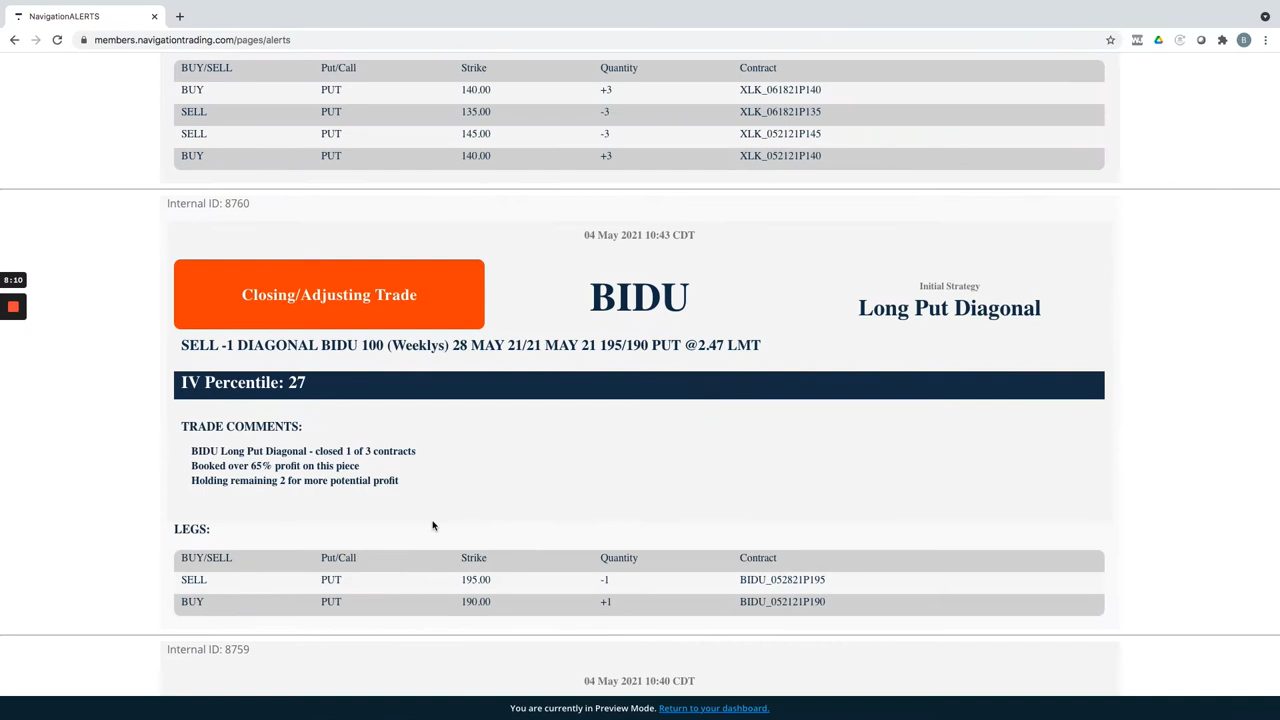 NavigationALERTS
members.navigationtrading.com/pages/alerts
B
BUY/SELL Put/Call Strike Quantity Contract
BUY PUT 140.00 +3 XLK_061821P140
SELL PUT 135.00 -3 XLK_061821P135
SELL PUT 145.00 -3 XLK_052121P145
BUY PUT 140.00 +3 XLK_052121P140
Internal ID: 8760
04 May 2021 10:43 CDT
8:10
Closing/Adjusting Trade
BIDU
Initial Strategy
Long Put Diagonal
SELL -1 DIAGONAL BIDU 100 (Weeklys) 28 MAY 21/21 MAY 21 195/190 PUT @2.47 LMT
IV Percentile: 27
TRADE COMMENTS:
BIDU Long Put Diagonal - closed 1 of 3 contracts
Booked over 65% profit on this piece
Holding remaining 2 for more potential profit
LEGS:
BUY/SELL Put/Call Strike Quantity Contract
SELL PUT 195.00 -1 BIDU_052821P195
BUY PUT 190.00 +1 BIDU_052121P190
Internal ID: 8759
04 May 2021 10:40 CDT
You are currently in Preview Mode. Return to your dashboard.